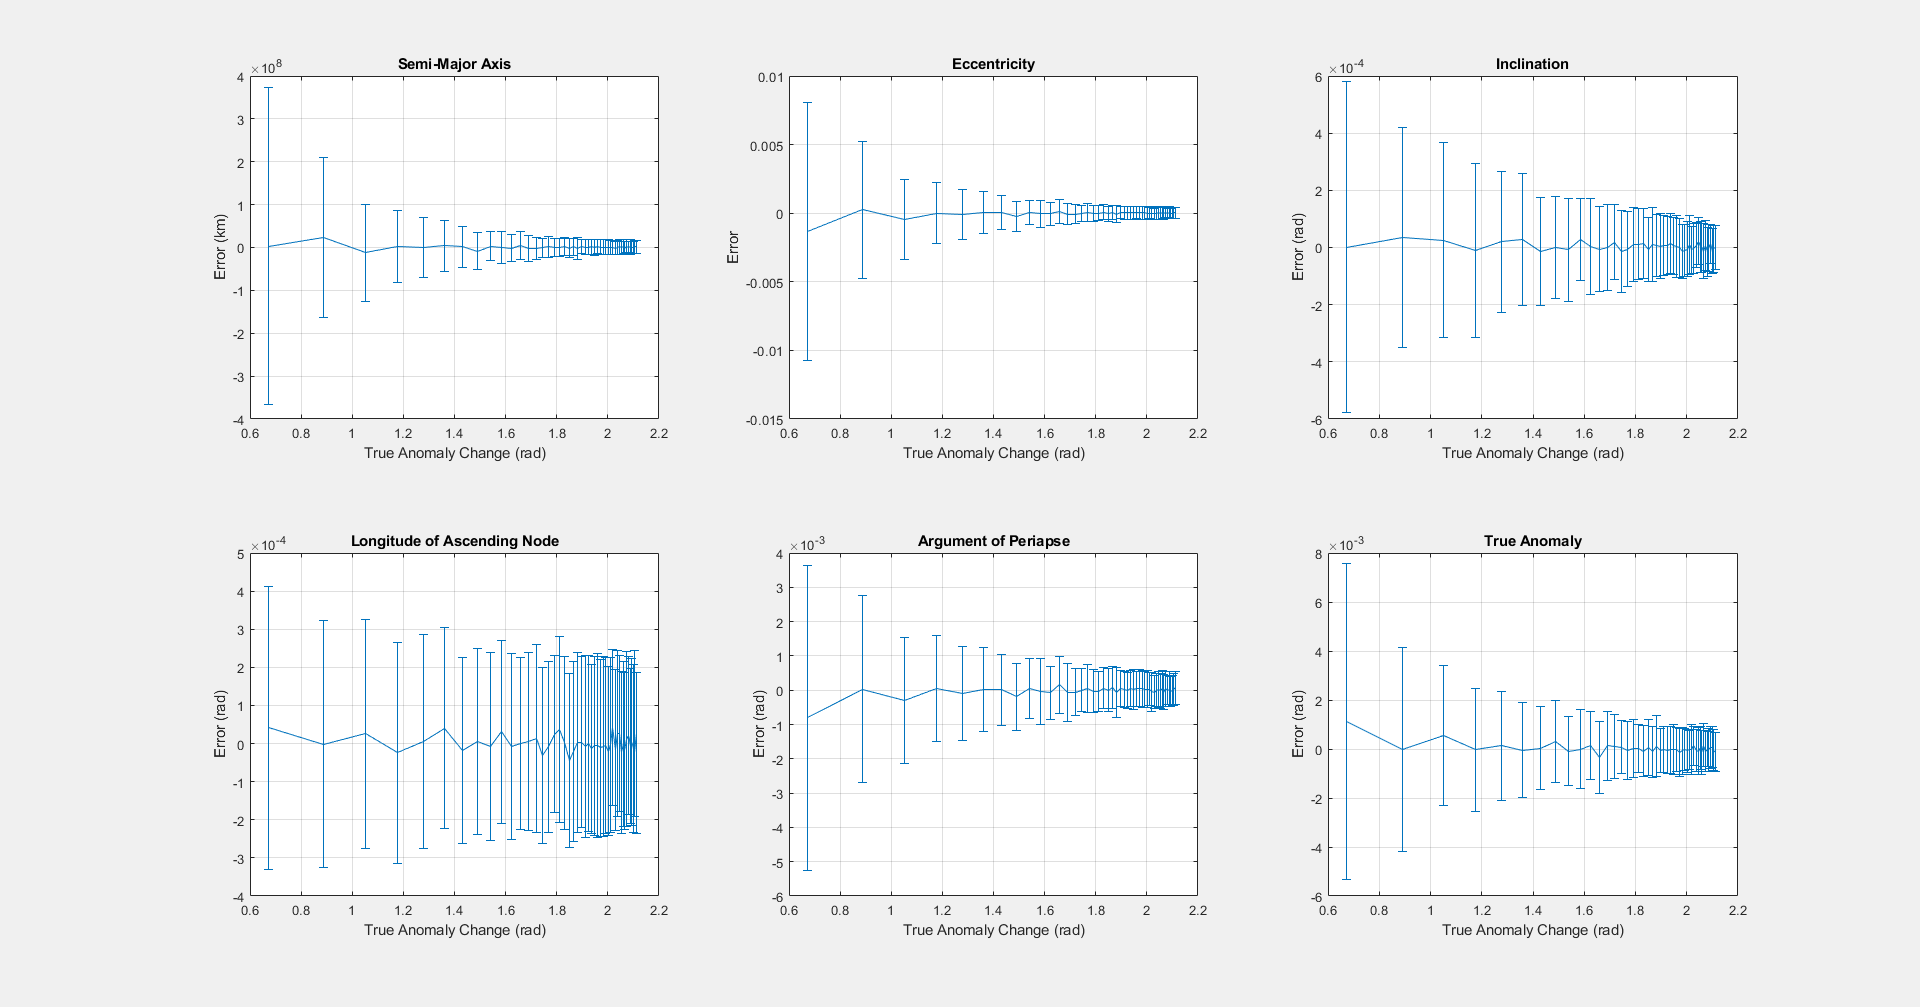 Semi-Major Axis
×10^8
4
3
2
1
0
-1
-2
-3
-4
Error (km)
0.6 0.8 1 1.2 1.4 1.6 1.8 2 2.2
True Anomaly Change (rad)
Eccentricity
0.01
0.005
0
-0.005
-0.01
-0.015
Error
0.6 0.8 1 1.2 1.4 1.6 1.8 2 2.2
True Anomaly Change (rad)
Inclination
×10^-4
6
4
2
0
-2
-4
-6
Error (rad)
0.6 0.8 1 1.2 1.4 1.6 1.8 2 2.2
True Anomaly Change (rad)
Longitude of Ascending Node
×10^-4
5
4
3
2
1
0
-1
-2
-3
-4
Error (rad)
0.6 0.8 1 1.2 1.4 1.6 1.8 2 2.2
True Anomaly Change (rad)
Argument of Periapse
×10^-3
4
3
2
1
0
-1
-2
-3
-4
-5
-6
Error (rad)
0.6 0.8 1 1.2 1.4 1.6 1.8 2 2.2
True Anomaly Change (rad)
True Anomaly
×10^-3
8
6
4
2
0
-2
-4
-6
Error (rad)
0.6 0.8 1 1.2 1.4 1.6 1.8 2 2.2
True Anomaly Change (rad)